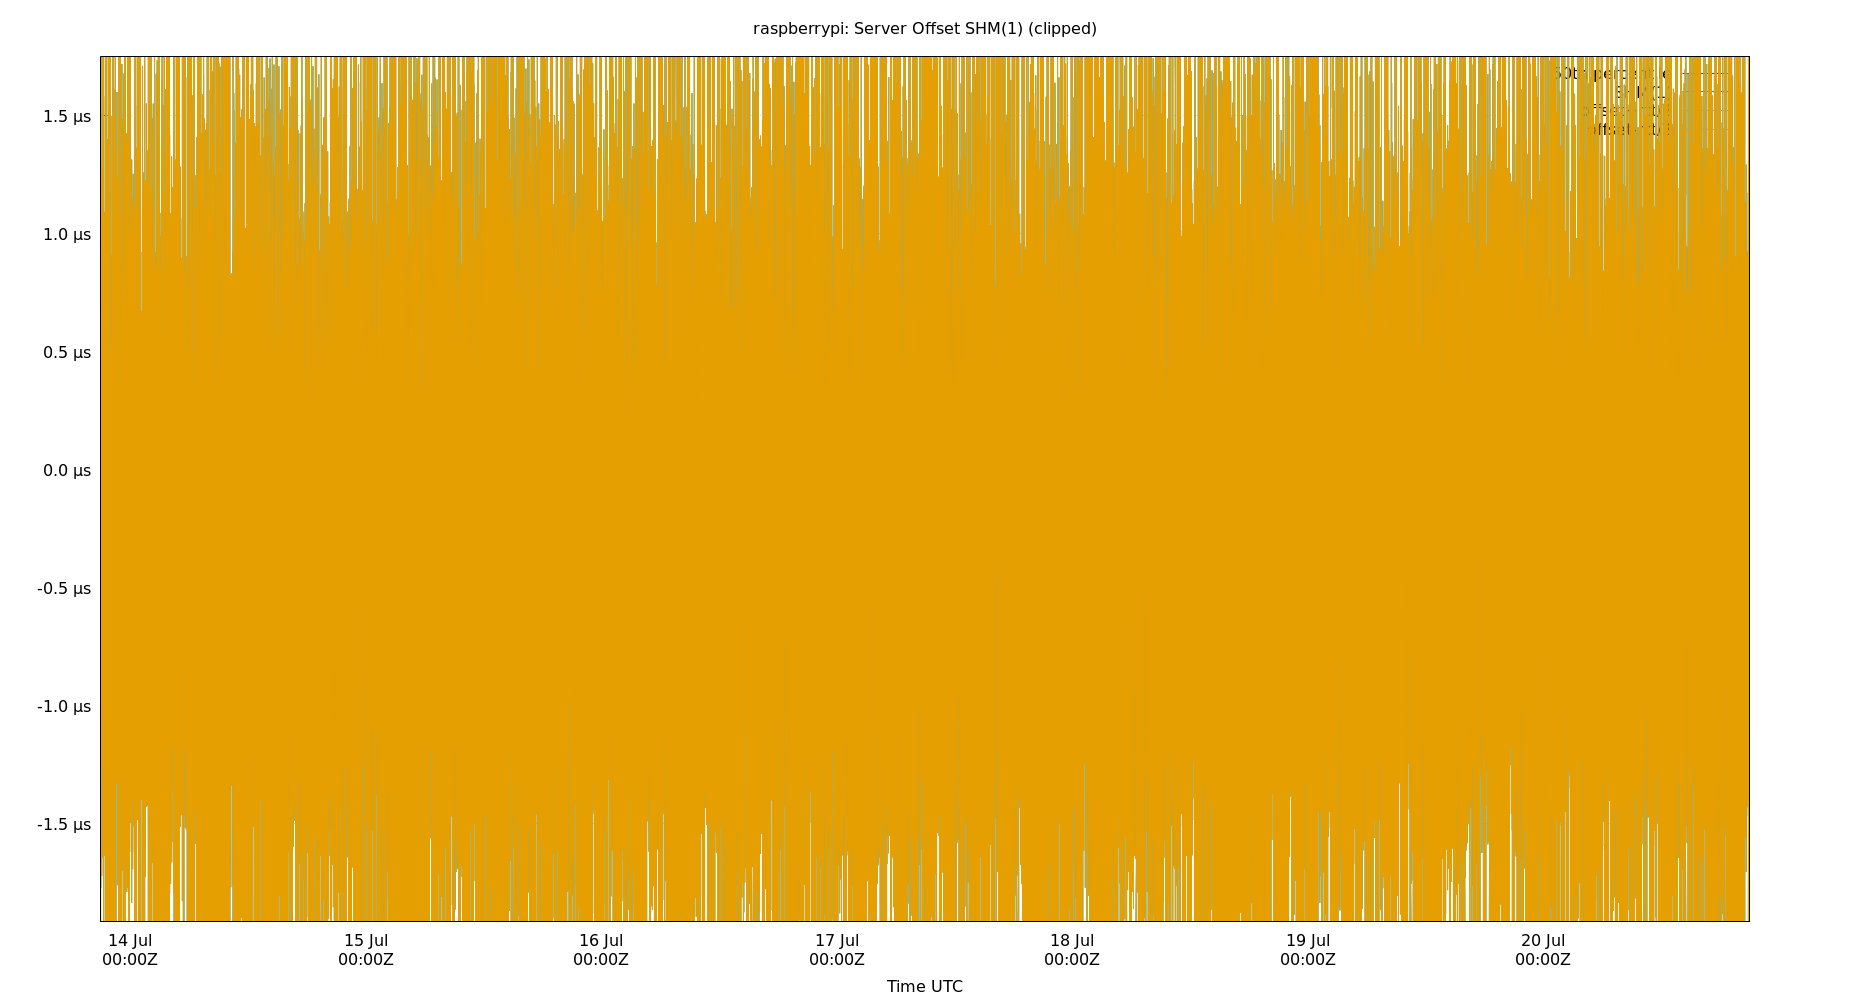 raspberrypi: Server Offset SHM(1) (clipped)
1.5 µs
1.0 µs
0.5 µs
0.0 µs
-0.5 µs
-1.0 µs
-1.5 µs
14 Jul 15 Jul 16 Jul 17 Jul 18 Jul 19 Jul 20 Jul
00:00Z 00:00Z 00:00Z 00:00Z 00:00Z 00:00Z 00:00Z
Time UTC